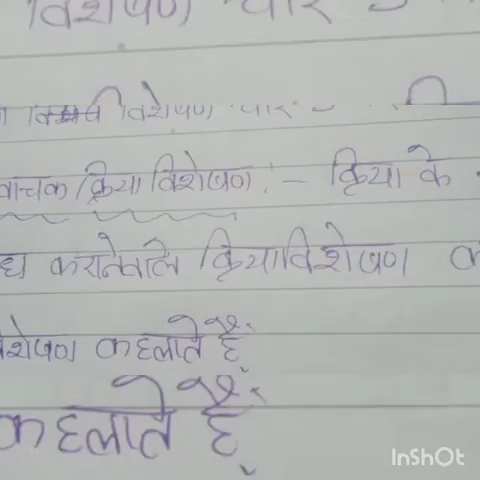 विशेषण चार
विशेषण चार
वाचक क्रिया विशेषण :- क्रिया के
ध करानेवाले क्रियाविशेषण क
शेषण कहलाते हैं
कहलाते हैं
InShOt